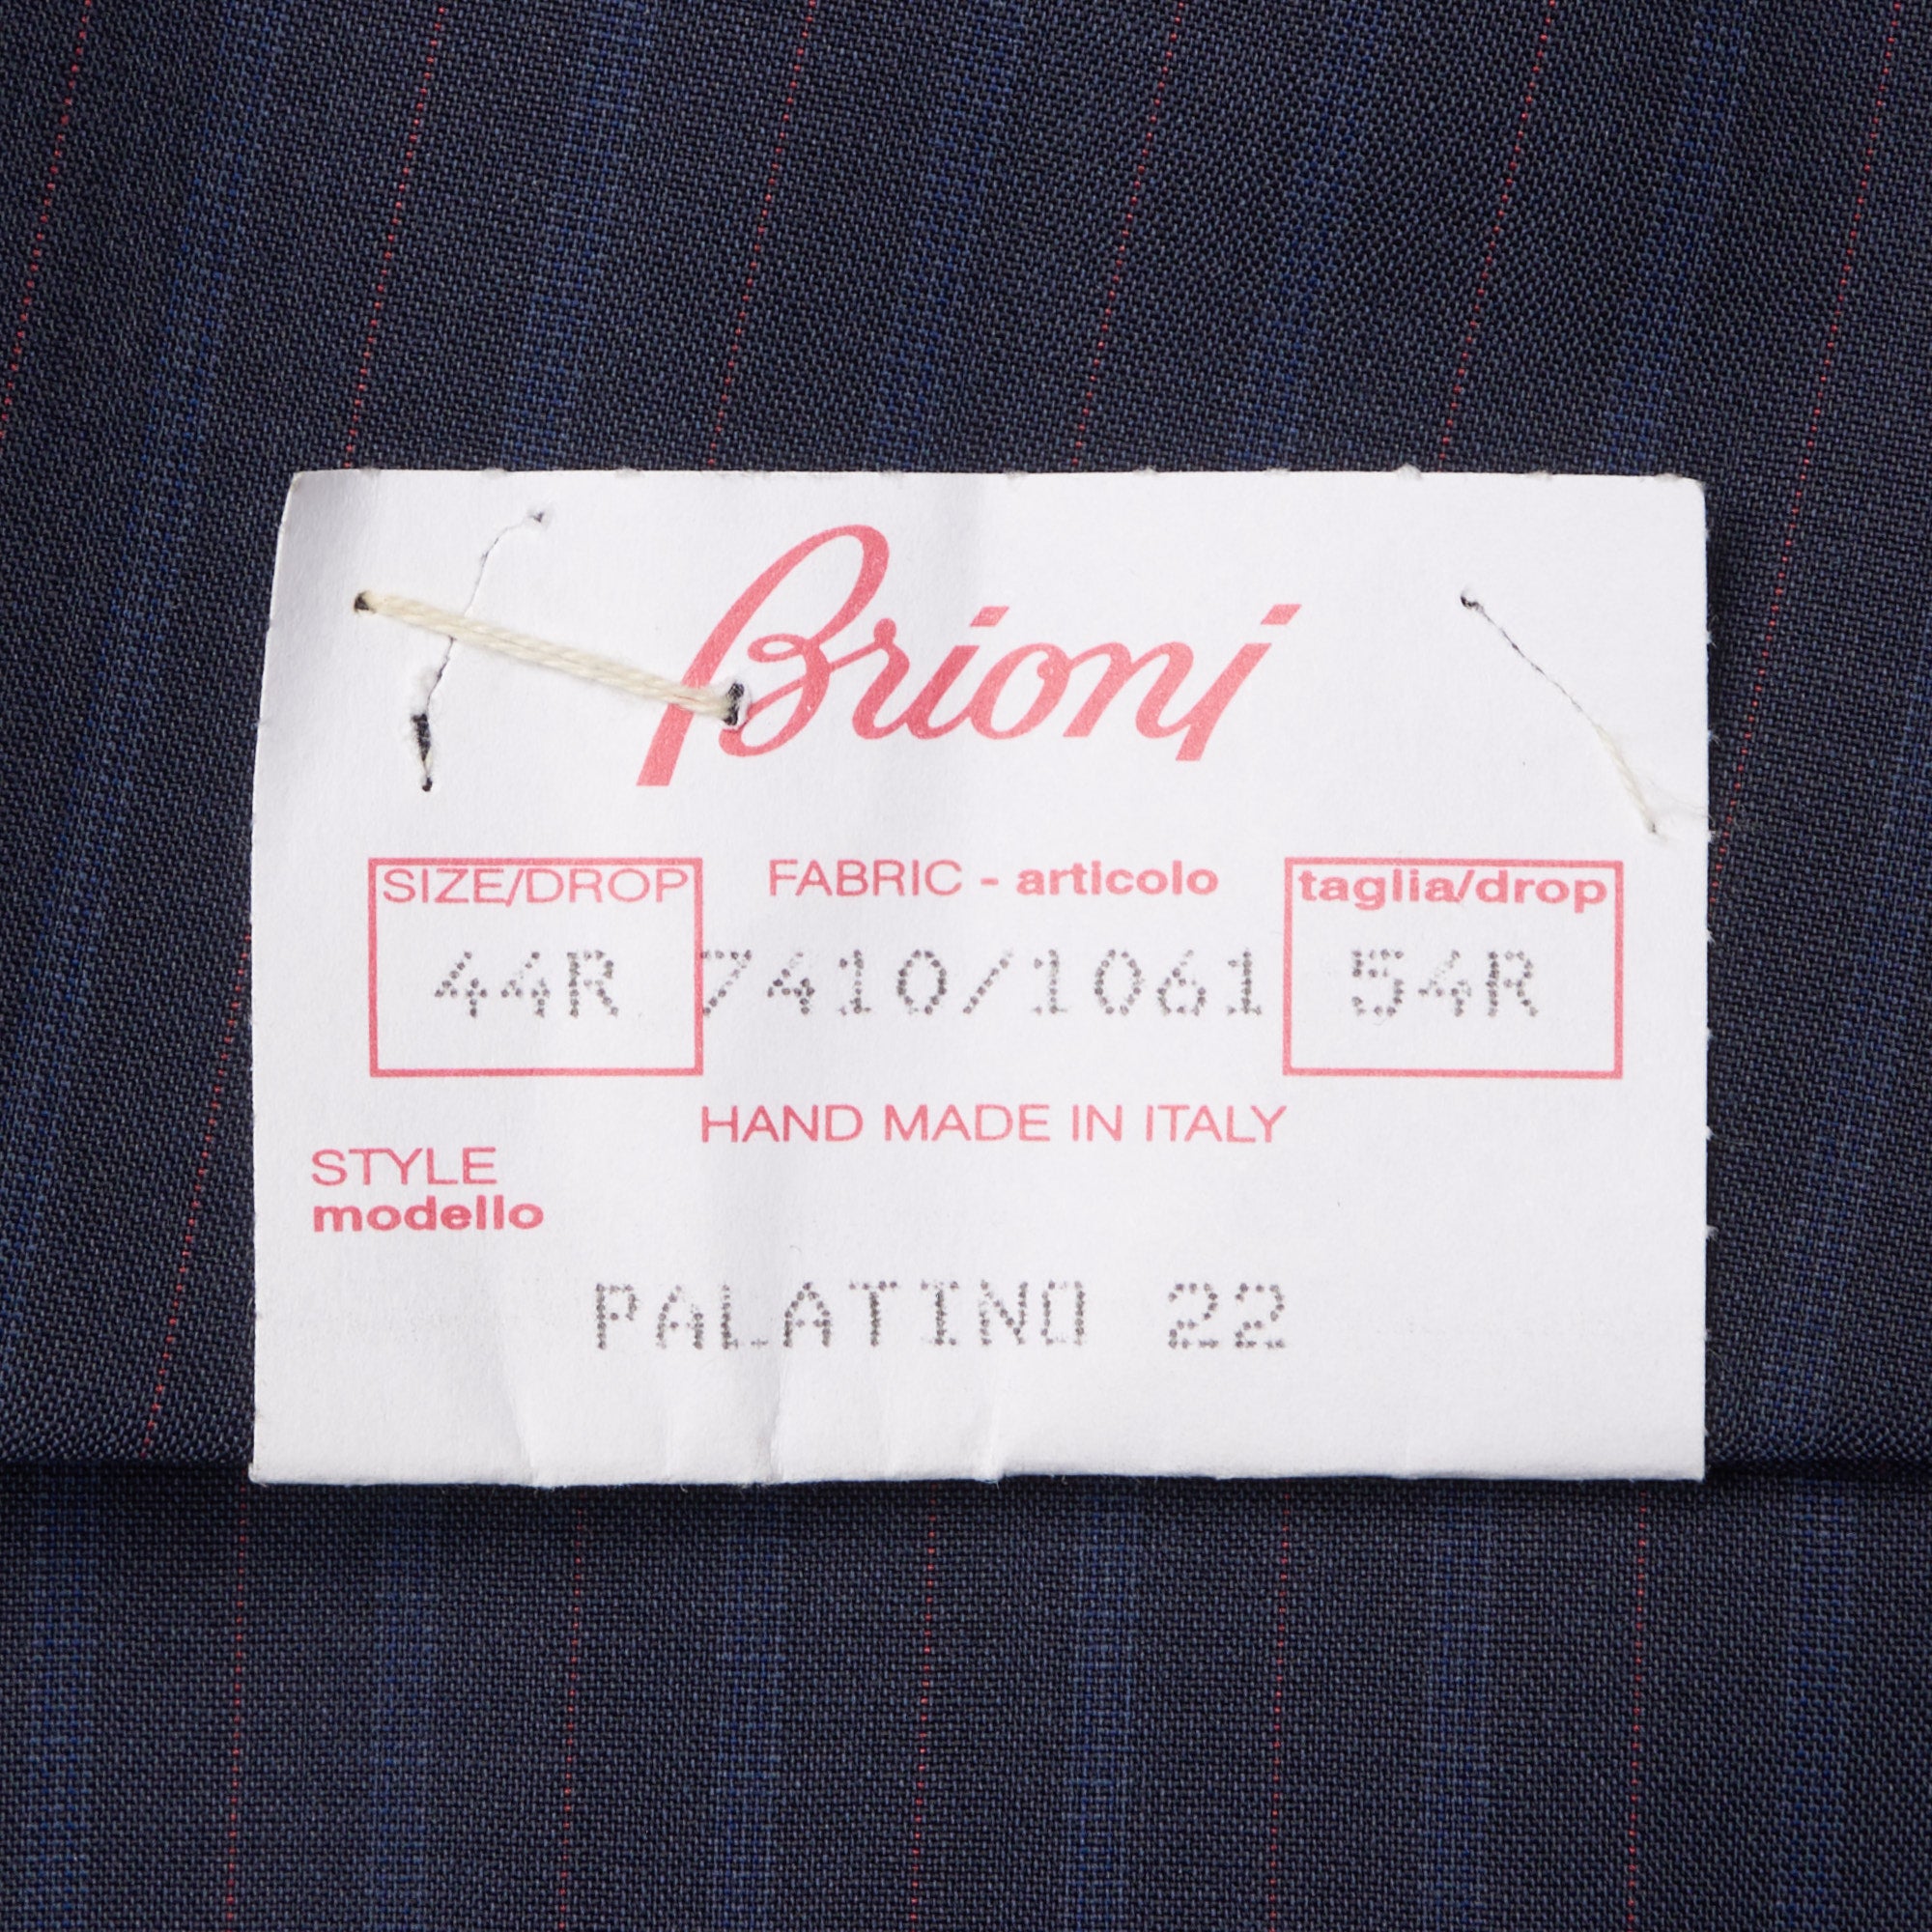 Brioni
SIZE/DROP FABRIC - articolo taglia/drop
44R 7410/1061 54R
HAND MADE IN ITALY
STYLE
modello
PALATINO 22